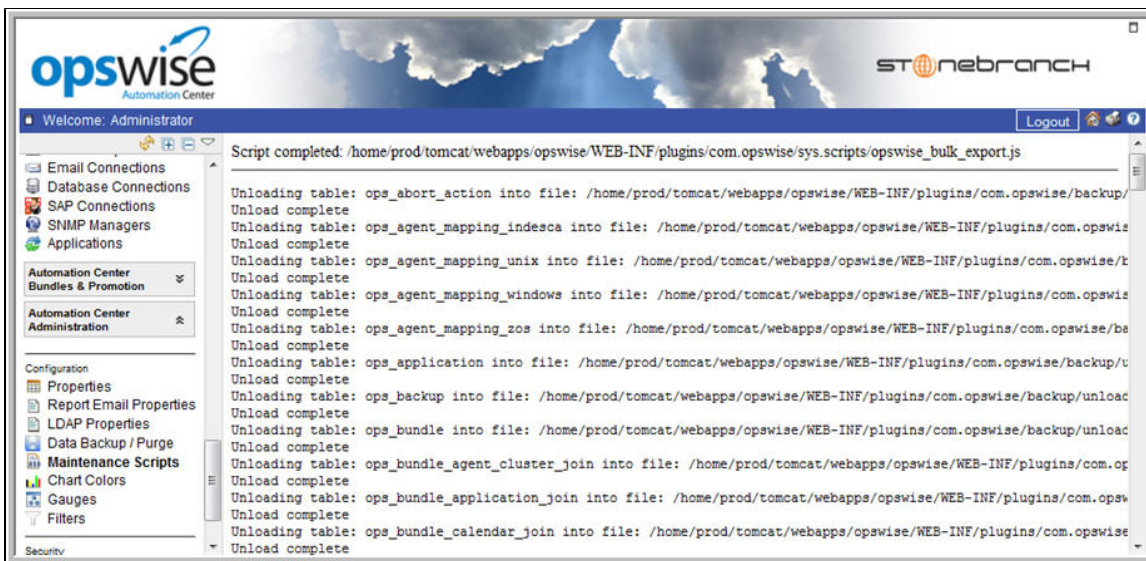 opswise
Automation Center
STONEBRANCH
Welcome: Administrator
Logout
Email Connections
Database Connections
SAP Connections
SNMP Managers
Applications
Automation Center
Bundles & Promotion
Automation Center
Administration
Configuration
Properties
Report Email Properties
LDAP Properties
Data Backup / Purge
Maintenance Scripts
Chart Colors
Gauges
Filters
Security
Script completed: /home/prod/tomcat/webapps/opswise/WEB-INF/plugins/com.opswise/sys.scripts/opswise_bulk_export.js
Unloading table: ops_abort_action into file: /home/prod/tomcat/webapps/opswise/WEB-INF/plugins/com.opswise/backup/
Unload complete
Unloading table: ops_agent_mapping_indesca into file: /home/prod/tomcat/webapps/opswise/WEB-INF/plugins/com.opswis
Unload complete
Unloading table: ops_agent_mapping_unix into file: /home/prod/tomcat/webapps/opswise/WEB-INF/plugins/com.opswise/b
Unload complete
Unloading table: ops_agent_mapping_windows into file: /home/prod/tomcat/webapps/opswise/WEB-INF/plugins/com.opswis
Unload complete
Unloading table: ops_agent_mapping_zos into file: /home/prod/tomcat/webapps/opswise/WEB-INF/plugins/com.opswise/ba
Unload complete
Unloading table: ops_application into file: /home/prod/tomcat/webapps/opswise/WEB-INF/plugins/com.opswise/backup/u
Unload complete
Unloading table: ops_backup into file: /home/prod/tomcat/webapps/opswise/WEB-INF/plugins/com.opswise/backup/unload
Unload complete
Unloading table: ops_bundle into file: /home/prod/tomcat/webapps/opswise/WEB-INF/plugins/com.opswise/backup/unload
Unload complete
Unloading table: ops_bundle_agent_cluster_join into file: /home/prod/tomcat/webapps/opswise/WEB-INF/plugins/com.op
Unload complete
Unloading table: ops_bundle_application_join into file: /home/prod/tomcat/webapps/opswise/WEB-INF/plugins/com.opsw
Unload complete
Unloading table: ops_bundle_calendar_join into file: /home/prod/tomcat/webapps/opswise/WEB-INF/plugins/com.opswise
Unload complete